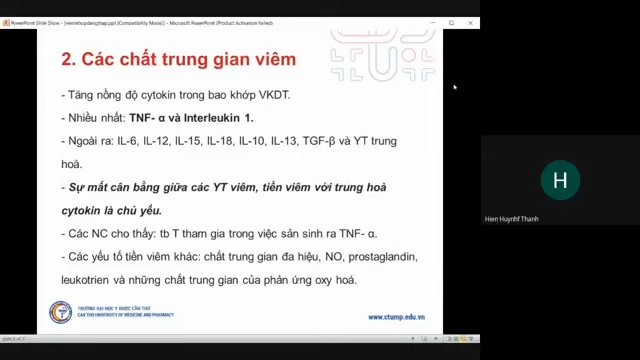 PowerPoint Slide Show - [viemkhopdangthap.ppt [Compatibility Mode]] - Microsoft PowerPoint (Product Activation Failed)
2. Các chất trung gian viêm
- Tăng nồng độ cytokin trong bao khớp VKDT.
- Nhiều nhất: TNF- α và Interleukin 1.
- Ngoài ra: IL-6, IL-12, IL-15, IL-18, IL-10, IL-13, TGF-β và YT trung
hoà.
- Sự mất cân bằng giữa các YT viêm, tiền viêm với trung hoà
cytokin là chủ yếu.
- Các NC cho thấy: tb T tham gia trong việc sản sinh ra TNF- α.
- Các yếu tố tiền viêm khác: chất trung gian đa hiệu, NO, prostaglandin,
leukotrien và những chất trung gian của phản ứng oxy hoá.
TRƯỜNG ĐẠI HỌC Y DƯỢC CẦN THƠ
CAN THO UNIVERSITY OF MEDICINE AND PHARMACY
www.ctump.edu.vn
H
Hien Huynhf Thanh